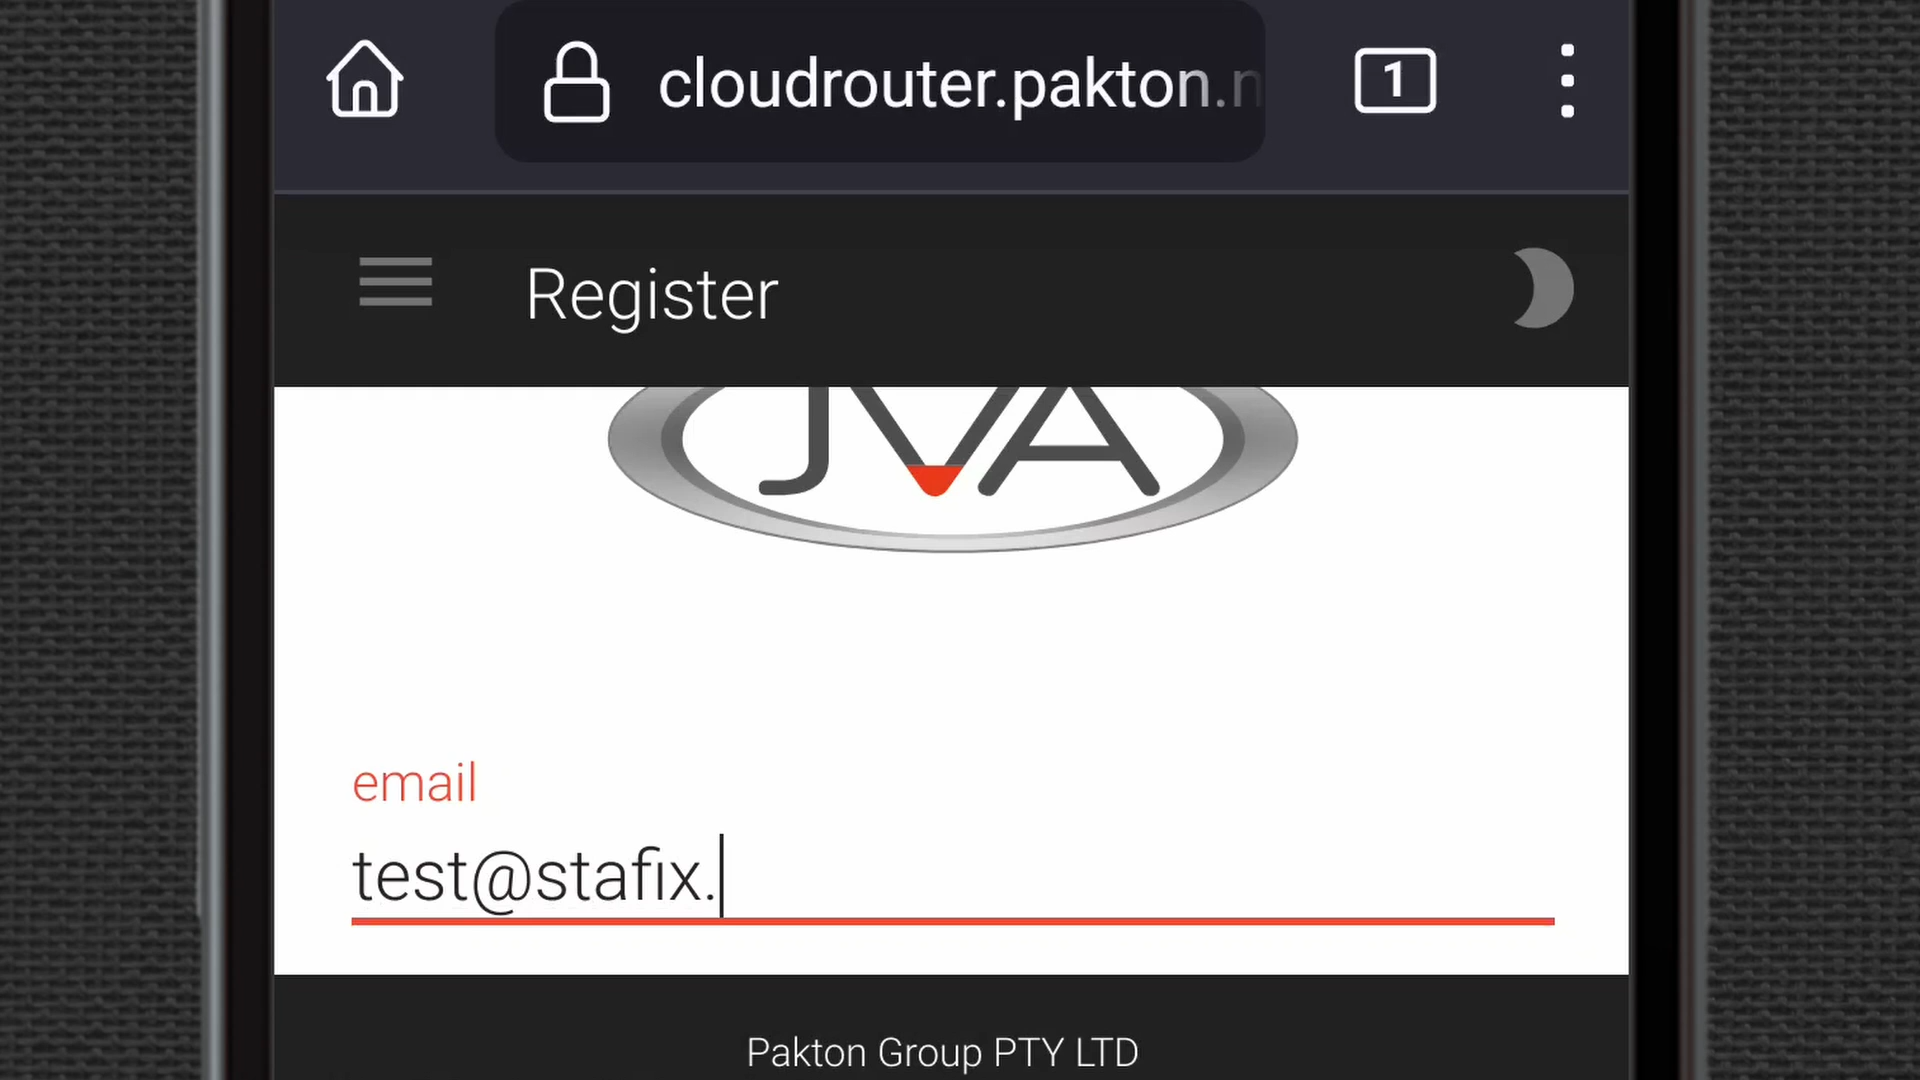 cloudrouter.pakton.n
1
Register
JVA
email
test@stafix.
Pakton Group PTY LTD